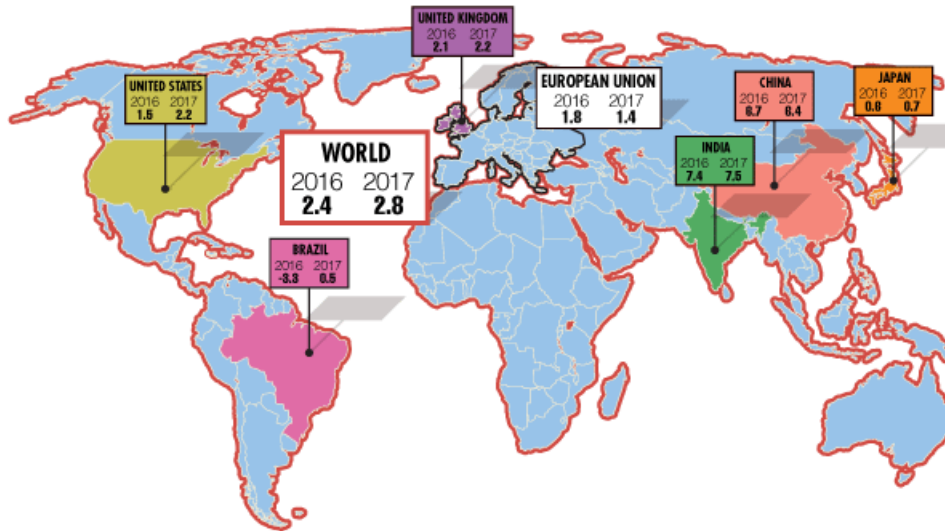 UNITED KINGDOM
2016 2017
2.1 2.2
UNITED STATES
2016 2017
1.5 2.2
EUROPEAN UNION
2016 2017
1.8 1.4
CHINA
2016 2017
6.7 6.4
JAPAN
2016 2017
0.8 0.7
WORLD
2016 2017
2.4 2.8
INDIA
2016 2017
7.4 7.5
BRAZIL
2016 2017
-3.3 0.5